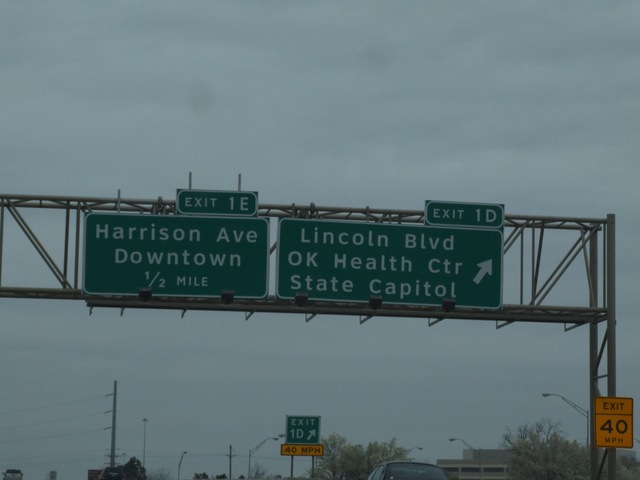 EXIT 1E
Harrison Ave
Downtown
1/2 MILE
EXIT 1D
Lincoln Blvd
OK Health Ctr
State Capitol
EXIT
1D
40 MPH
EXIT
40
MPH